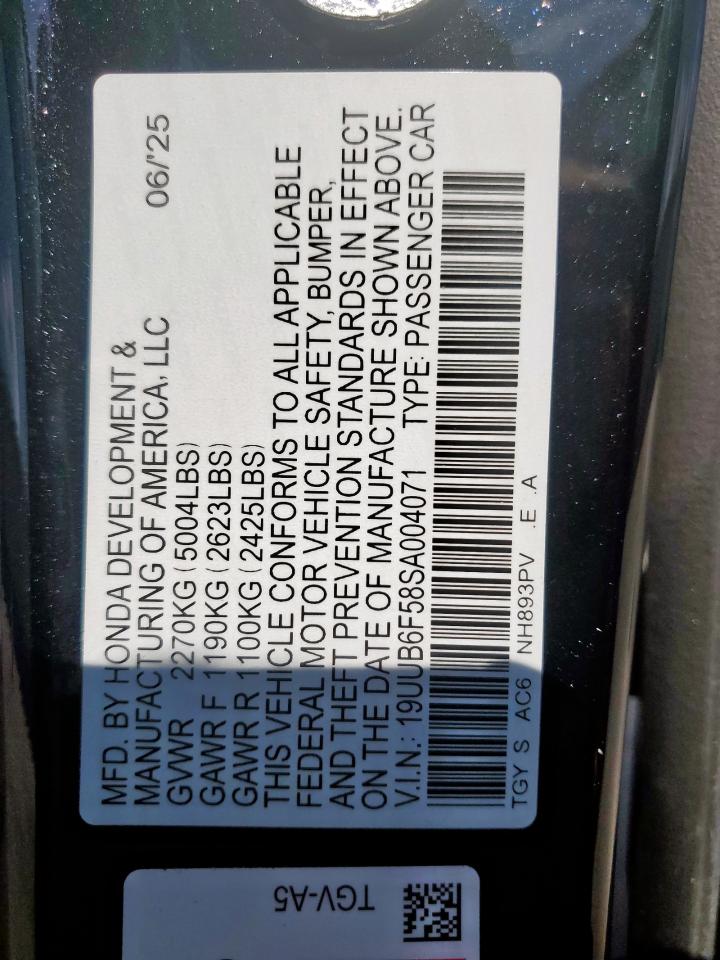 MFD. BY HONDA DEVELOPMENT &
MANUFACTURING OF AMERICA, LLC 06/'25
GVWR 2270KG ( 5004LBS)
GAWR F 1190KG ( 2623LBS)
GAWR R 1100KG ( 2425LBS)
THIS VEHICLE CONFORMS TO ALL APPLICABLE
FEDERAL MOTOR VEHICLE SAFETY, BUMPER,
AND THEFT PREVENTION STANDARDS IN EFFECT
ON THE DATE OF MANUFACTURE SHOWN ABOVE.
V.I.N.: 19UUB6F58SA004071 TYPE: PASSENGER CAR
TGY S AC6 NH893PV .E .A
TGV-A5